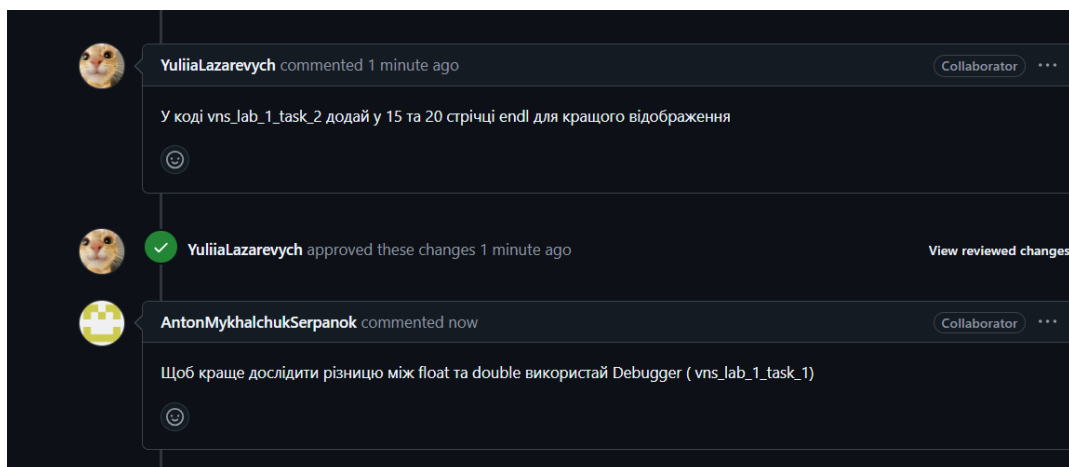 YuliiaLazarevych commented 1 minute ago
Collaborator
У коді vns_lab_1_task_2 додай у 15 та 20 стрічці endl для кращого відображення
YuliiaLazarevych approved these changes 1 minute ago
View reviewed changes
AntonMykhalchukSerpanok commented now
Collaborator
Щоб краще дослідити різницю між float та double використай Debugger ( vns_lab_1_task_1)